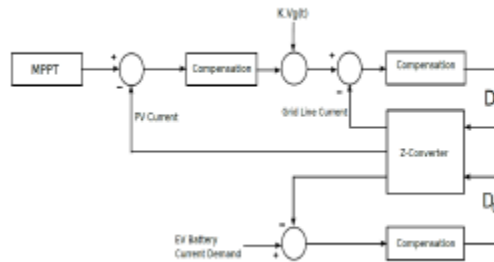 K.Vg(t)
MPPT
Compensation
Compensation
PV Current
Grid Line Current
D
Z-Converter
D
EV Battery
Current Demand
Compensation